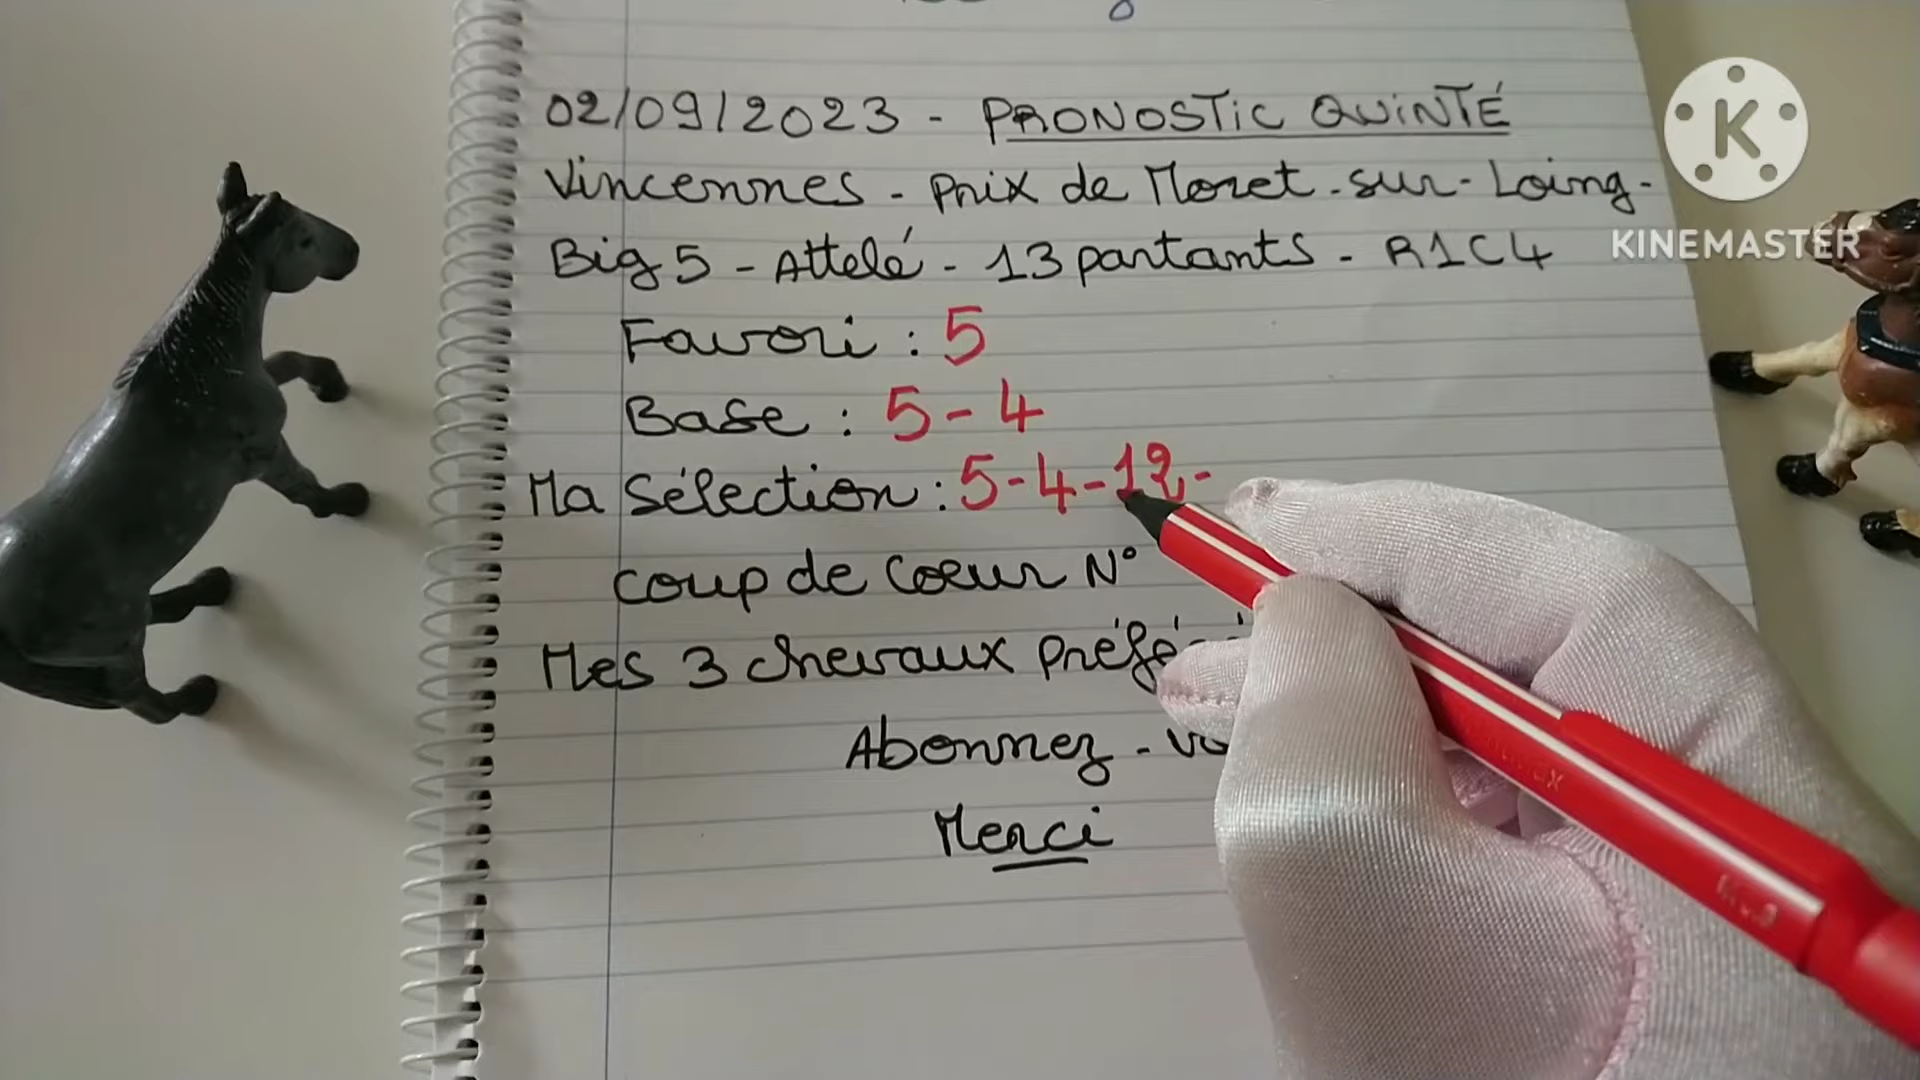 02/09/2023 - PRONOSTIC QUINTÉ
Vincennes - Prix de Moret-sur-Loing -
Big 5 - Attelé - 13 partants - R1C4
Favori : 5
Base : 5 - 4
Ma Sélection : 5-4-12-
coup de coeur N°
Mes 3 chevaux
Abonnez -
Merci
K
KINEMASTER